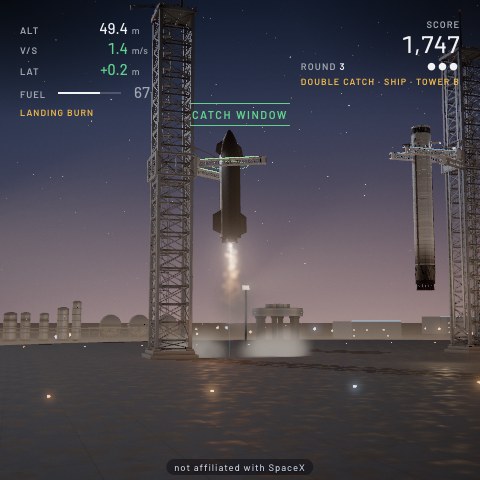 ALT 49.4 m
V/S 1.4 m/s
LAT +0.2 m
FUEL 67
LANDING BURN
SCORE
1,747
ROUND 3
DOUBLE CATCH · SHIP · TOWER B
CATCH WINDOW
not affiliated with SpaceX